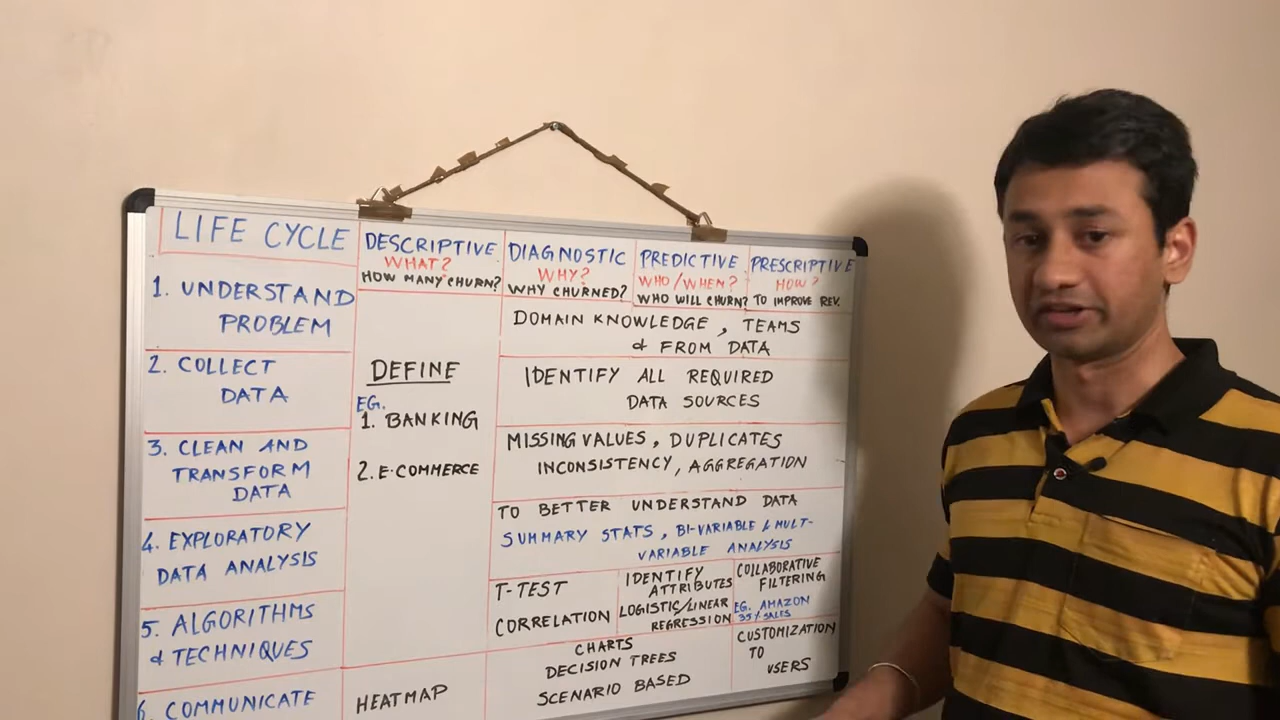 LIFE CYCLE
DESCRIPTIVE
WHAT?
HOW MANY CHURN?
DIAGNOSTIC
WHY?
WHY CHURNED?
PREDICTIVE
WHO/WHEN?
WHO WILL CHURN?
PRESCRIPTIVE
HOW?
TO IMPROVE REV.
1. UNDERSTAND
PROBLEM
DOMAIN KNOWLEDGE, TEAMS
& FROM DATA
2. COLLECT
DATA
DEFINE
EG.
1. BANKING
2. E-COMMERCE
IDENTIFY ALL REQUIRED
DATA SOURCES
3. CLEAN AND
TRANSFORM
DATA
MISSING VALUES, DUPLICATES
INCONSISTENCY, AGGREGATION
4. EXPLORATORY
DATA ANALYSIS
TO BETTER UNDERSTAND DATA
SUMMARY STATS, BI-VARIABLE & MULT-
VARIABLE ANALYSIS
5. ALGORITHMS
& TECHNIQUES
T-TEST
CORRELATION
IDENTIFY
ATTRIBUTES
LOGISTIC/LINEAR
REGRESSION
COLLABORATIVE
FILTERING
EG. AMAZON
35% SALES
6. COMMUNICATE
HEATMAP
CHARTS
DECISION TREES
SCENARIO BASED
CUSTOMIZATION
TO
USERS